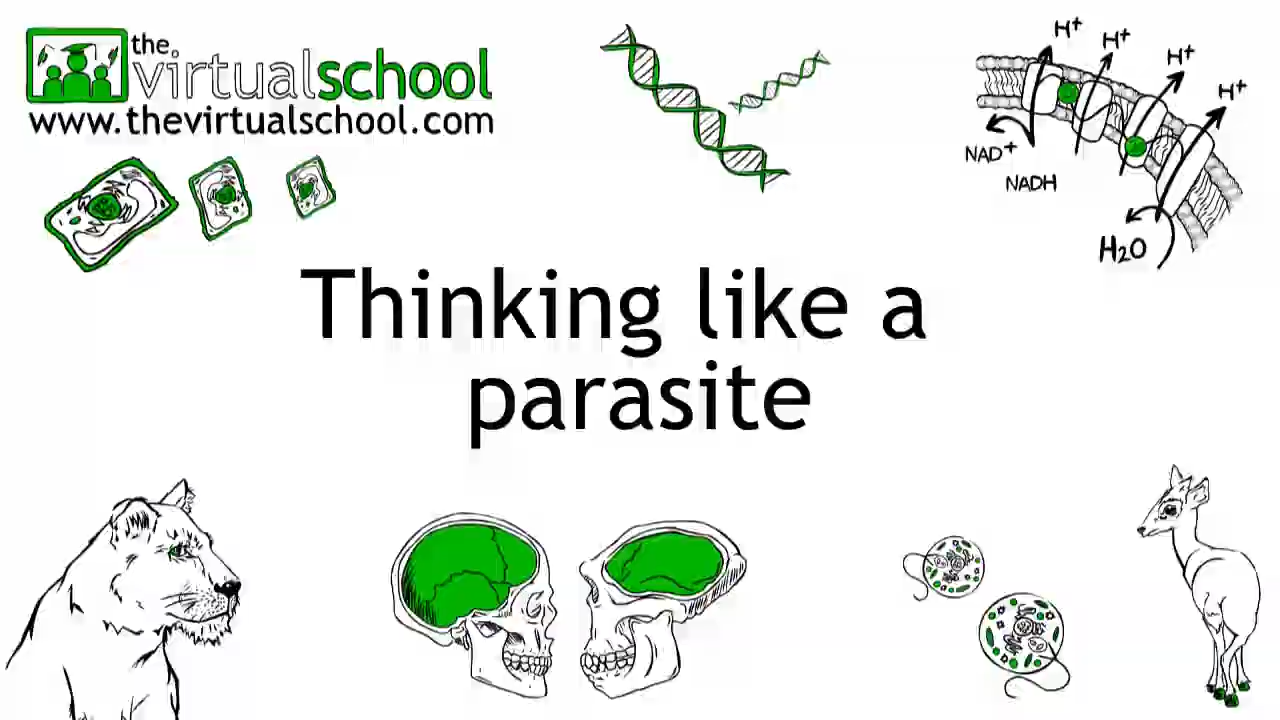 the
virtualschool
www.thevirtualschool.com
H⁺
H⁺
H⁺
H⁺
NAD⁺
NADH
H₂O
Thinking like a
parasite